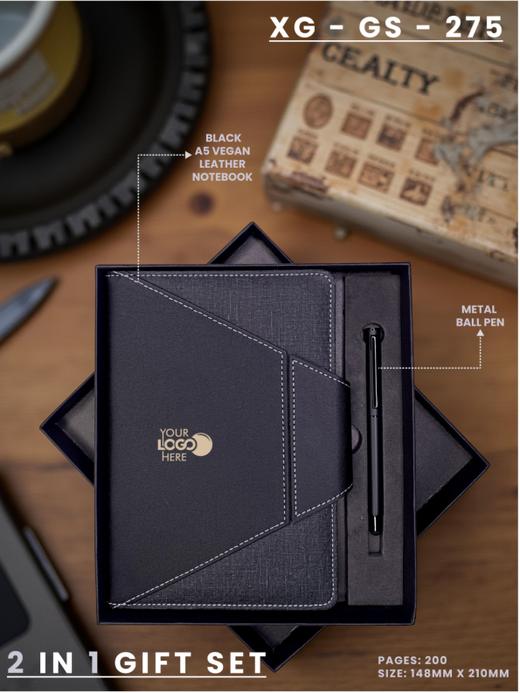 XG - GS - 275
CEALTY
BLACK
A5 VEGAN
LEATHER
NOTEBOOK
METAL
BALL PEN
YOUR
LOGO
HERE
2 IN 1 GIFT SET
PAGES: 200
SIZE: 148MM X 210MM